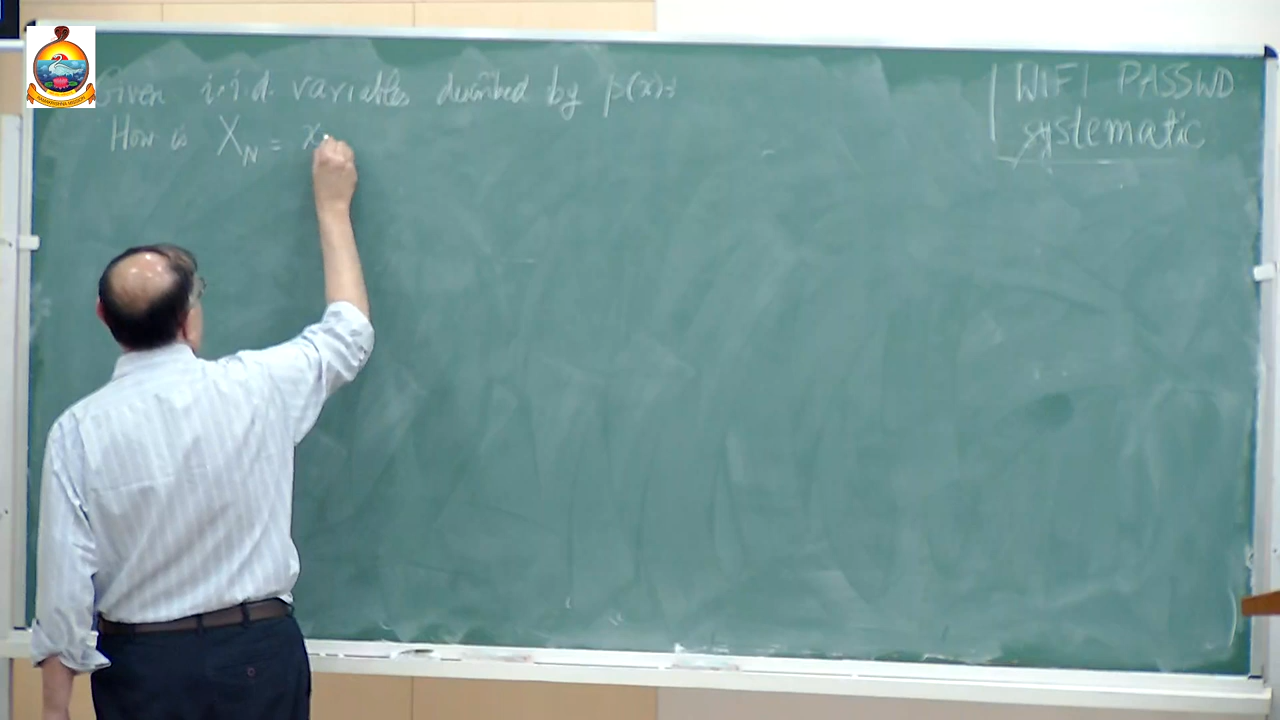 Given i.i.d. variables described by p(x):
How is X_N = x
WIFI PASSWD
systematic